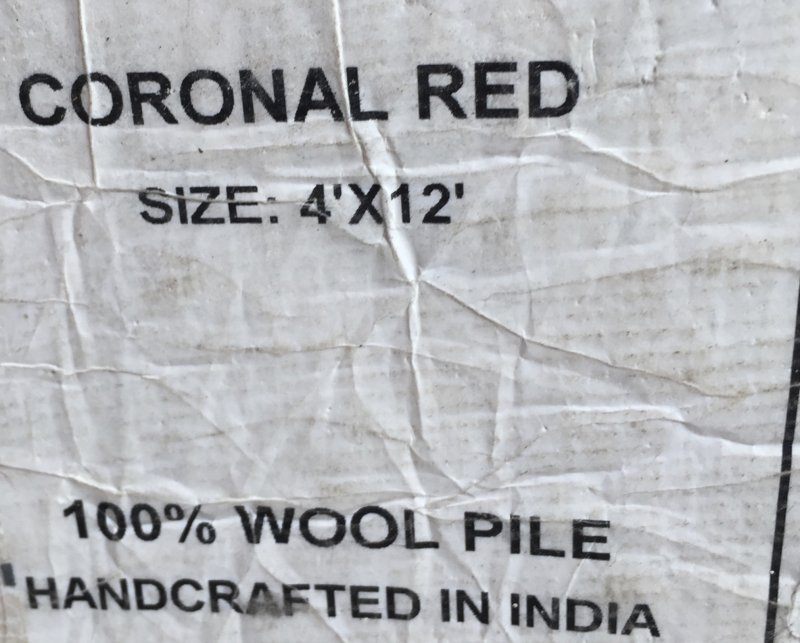 CORONAL RED
SIZE: 4'X12'
100% WOOL PILE
HANDCRAFTED IN INDIA